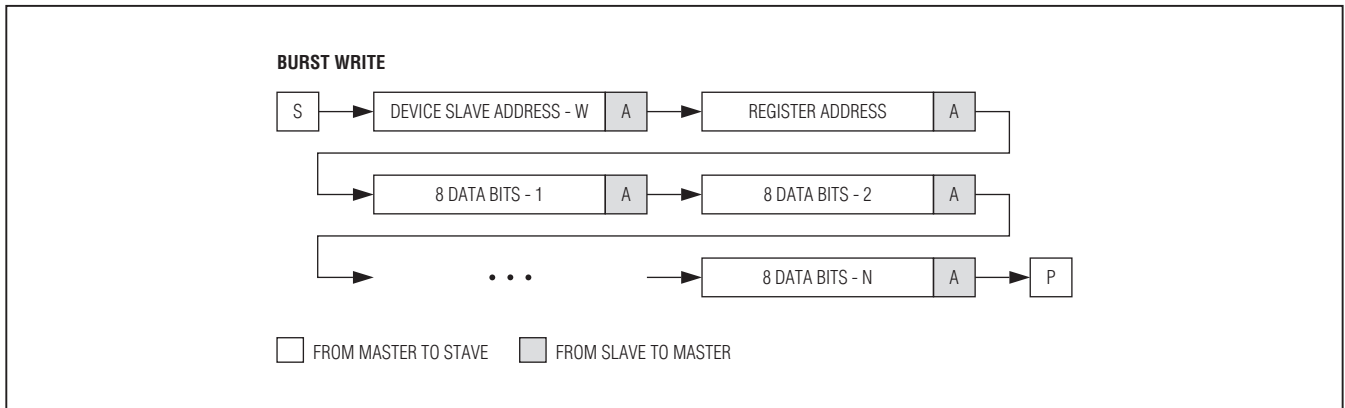 BURST WRITE
S DEVICE SLAVE ADDRESS - W A REGISTER ADDRESS A
8 DATA BITS - 1 A 8 DATA BITS - 2 A
• • • 8 DATA BITS - N A P
FROM MASTER TO STAVE FROM SLAVE TO MASTER